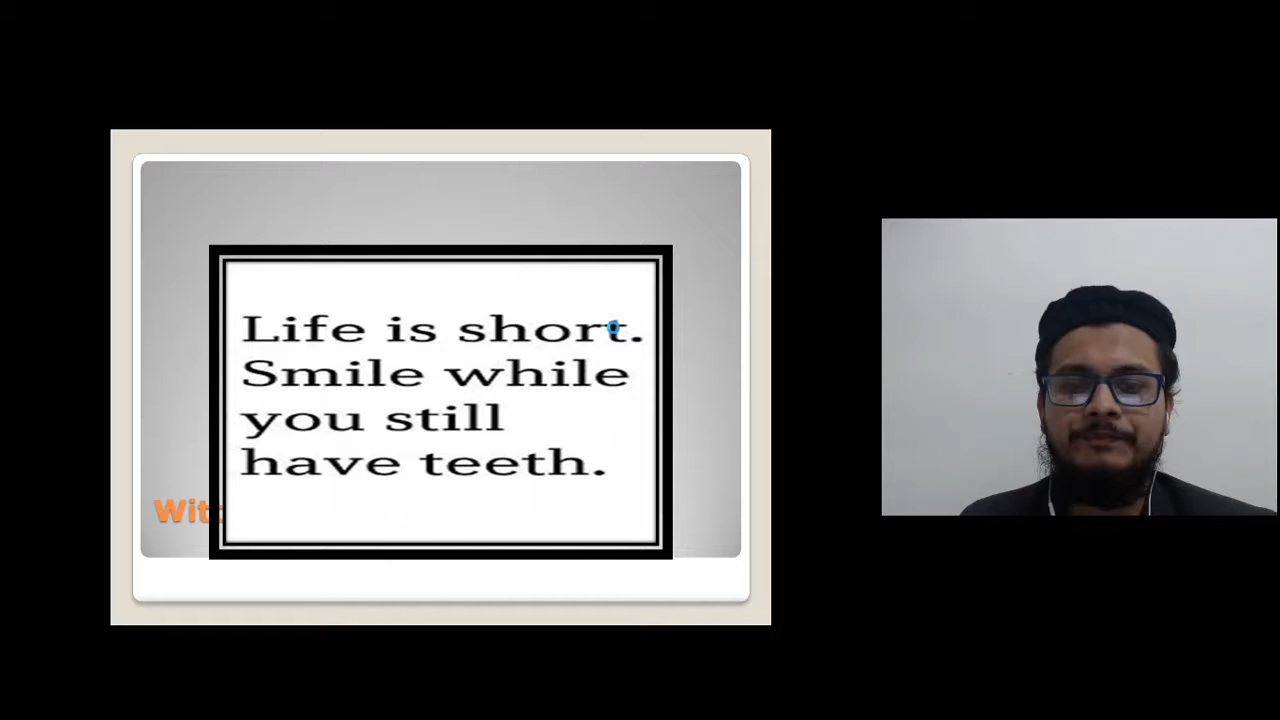 Life is short.
Smile while
you still
have teeth.
Wit: